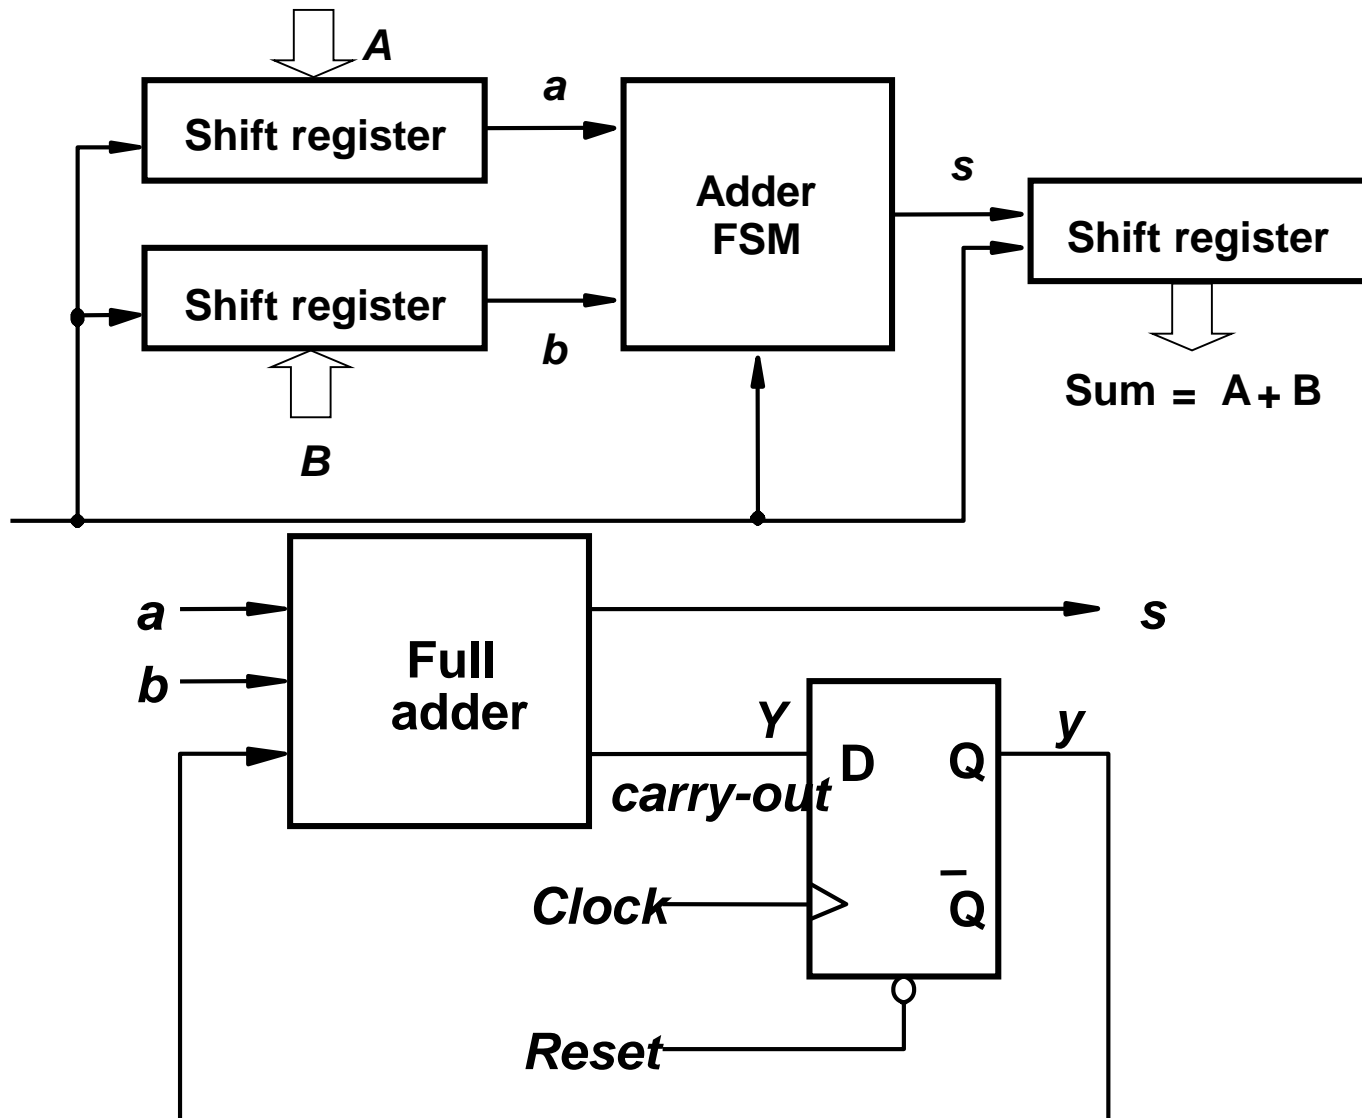 A
a
Shift register
Adder
FSM
s
Shift register
Shift register
b
Sum = A + B
B
a
s
b
Full
adder
Y
y
D
Q
carry-out
Clock
Q̅
Reset